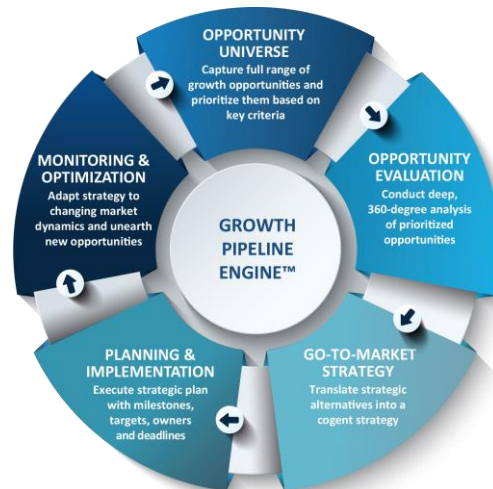 OPPORTUNITY
UNIVERSE
Capture full range of
growth opportunities and
prioritize them based on
key criteria
OPPORTUNITY
EVALUATION
Conduct deep,
360-degree analysis
of prioritized
opportunities
GO-TO-MARKET
STRATEGY
Translate strategic
alternatives into a
cogent strategy
PLANNING &
IMPLEMENTATION
Execute strategic plan
with milestones,
targets, owners
and deadlines
MONITORING &
OPTIMIZATION
Adapt strategy to
changing market
dynamics and unearth
new opportunities
GROWTH
PIPELINE
ENGINE™